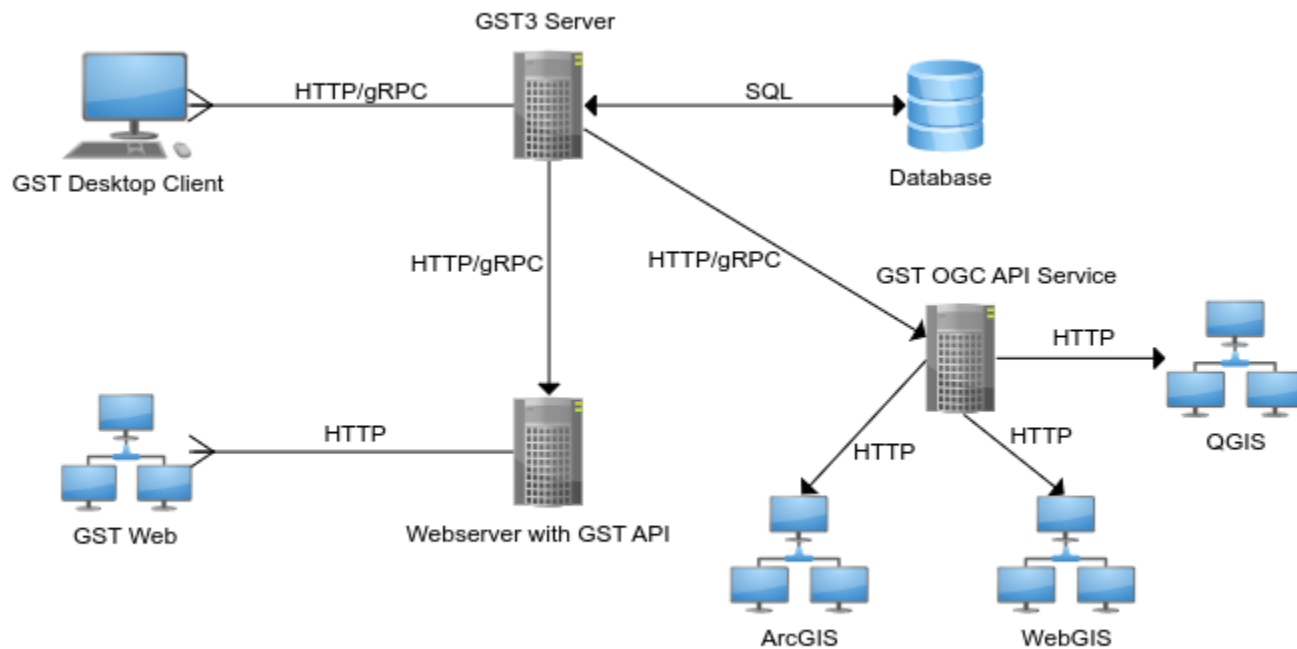 GST3 Server
HTTP/gRPC
SQL
GST Desktop Client
Database
HTTP/gRPC
HTTP/gRPC
GST OGC API Service
HTTP
HTTP
HTTP
HTTP
QGIS
GST Web
Webserver with GST API
ArcGIS
WebGIS